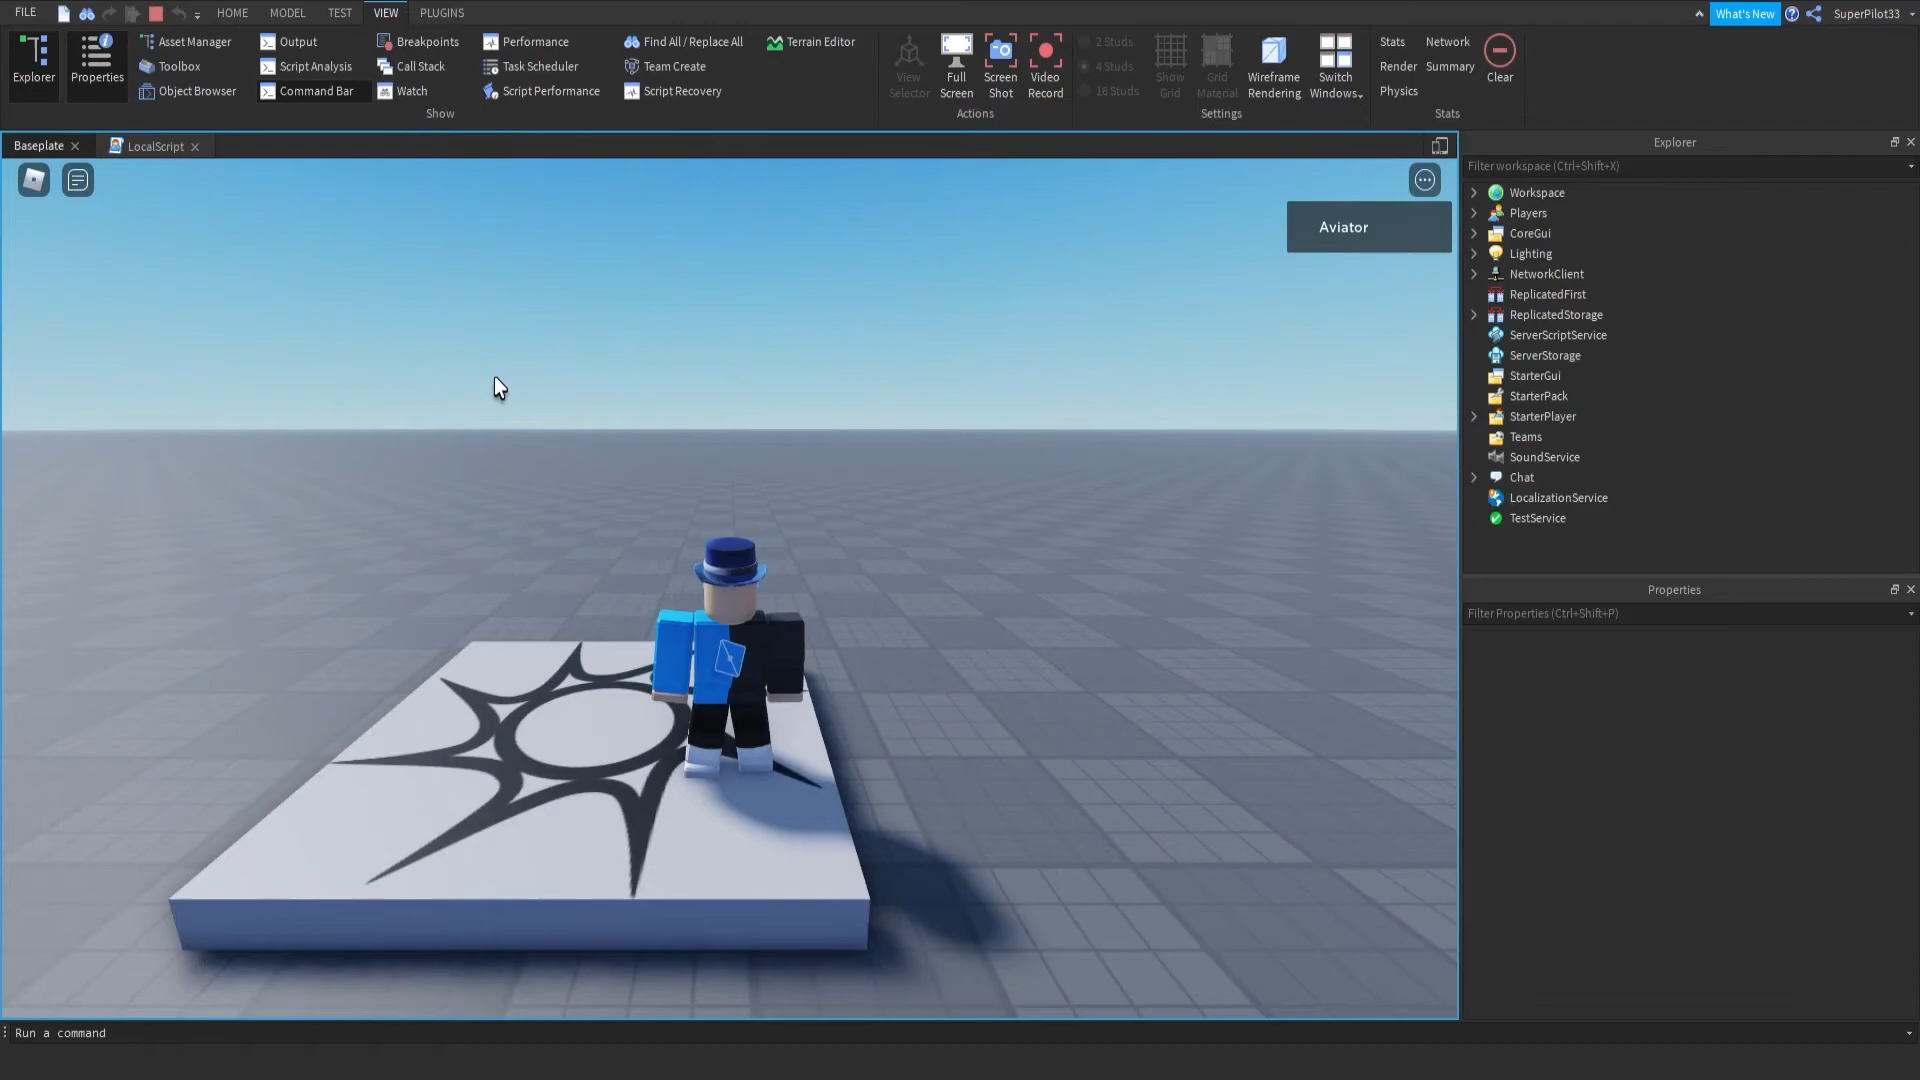 FILE HOME MODEL TEST VIEW PLUGINS What's New SuperPilot33
Explorer
Properties
Asset Manager
Toolbox
Object Browser
Output
Script Analysis
Command Bar
Breakpoints
Call Stack
Watch
Performance
Task Scheduler
Script Performance
Find All / Replace All
Team Create
Script Recovery
Terrain Editor
Show
View
Selector
Full
Screen
Screen
Shot
Video
Record
Actions
2 Studs
4 Studs
16 Studs
Show
Grid
Grid
Material
Wireframe
Rendering
Switch
Windows
Settings
Stats
Render
Physics
Network
Summary
Clear
Stats
Baseplate
LocalScript
Aviator
Explorer
Filter workspace (Ctrl+Shift+X)
Workspace
Players
CoreGui
Lighting
NetworkClient
ReplicatedFirst
ReplicatedStorage
ServerScriptService
ServerStorage
StarterGui
StarterPack
StarterPlayer
Teams
SoundService
Chat
LocalizationService
TestService
Properties
Filter Properties (Ctrl+Shift+P)
Run a command